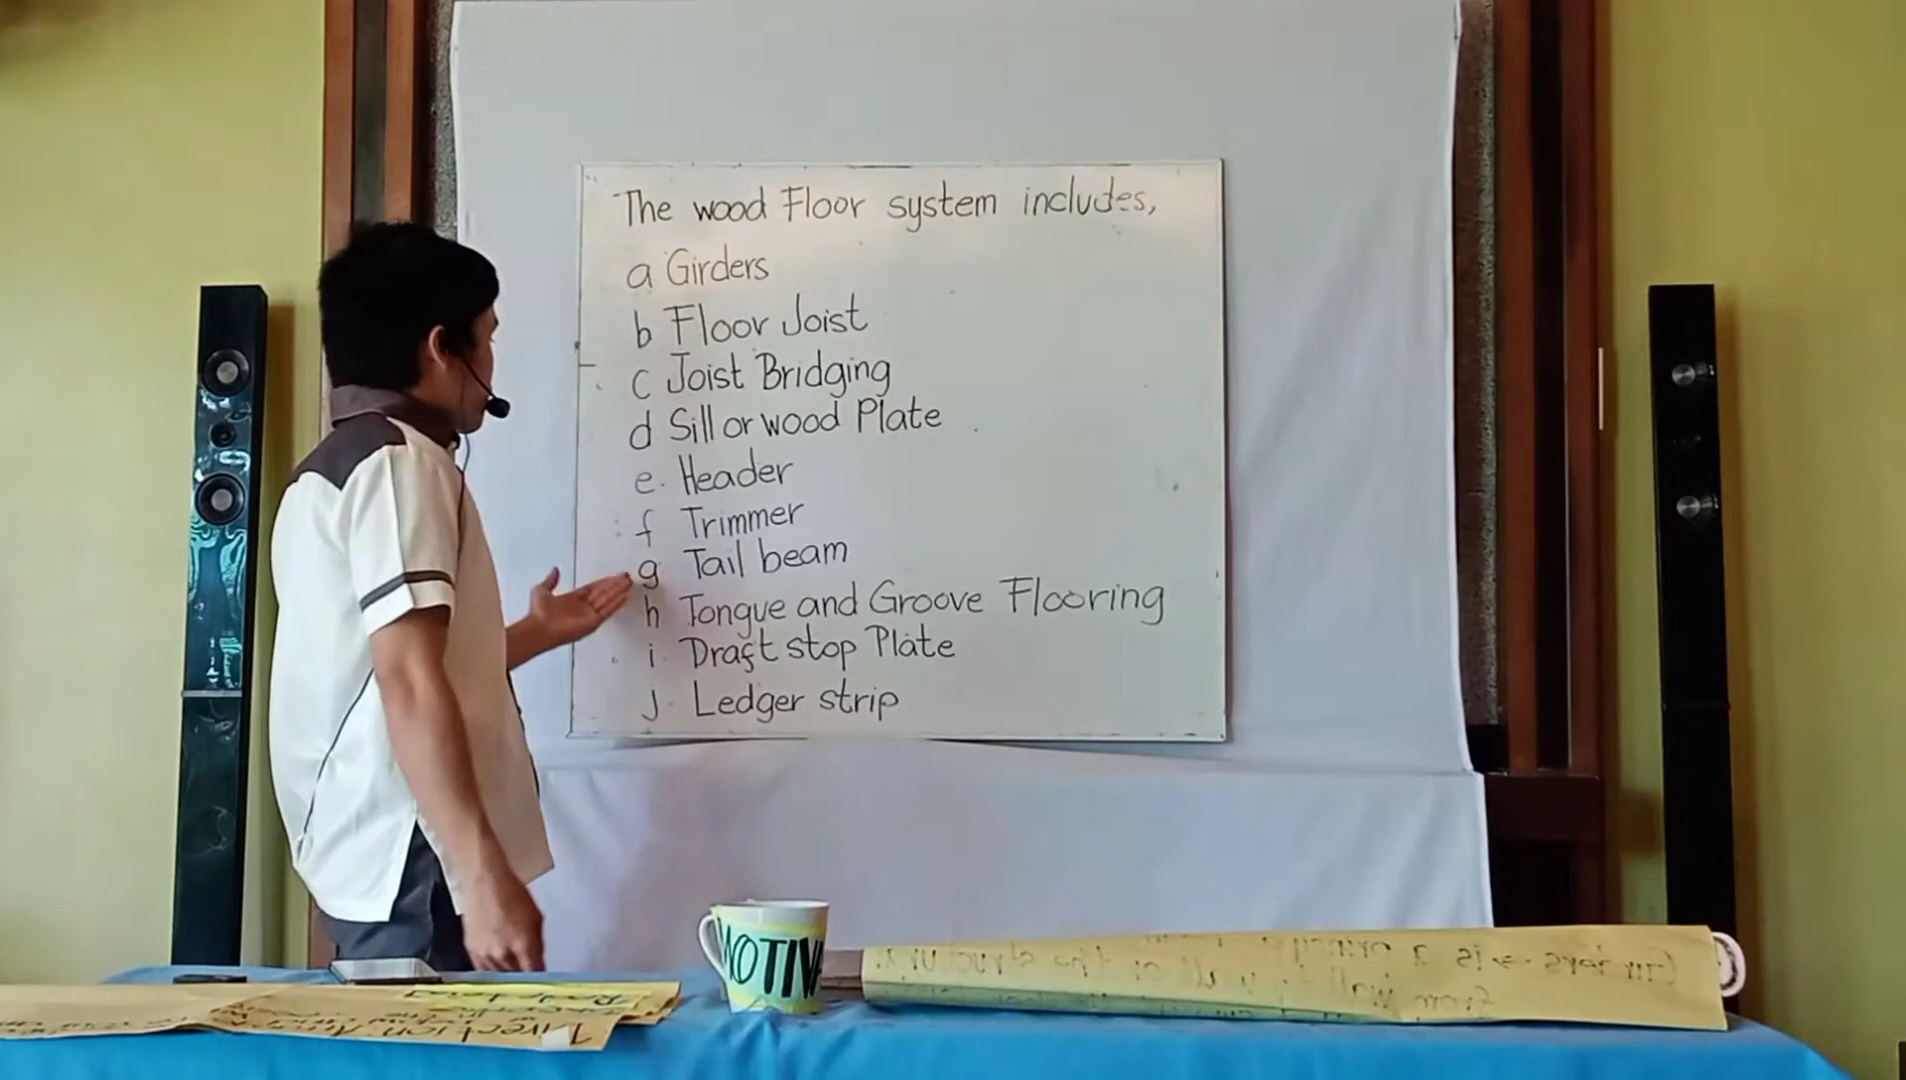 The wood Floor system includes,
a Girders
b Floor Joist
c Joist Bridging
d Sill or wood Plate
e. Header
f Trimmer
g Tail beam
h Tongue and Groove Flooring
i. Draft stop Plate
j. Ledger strip
MOTIV